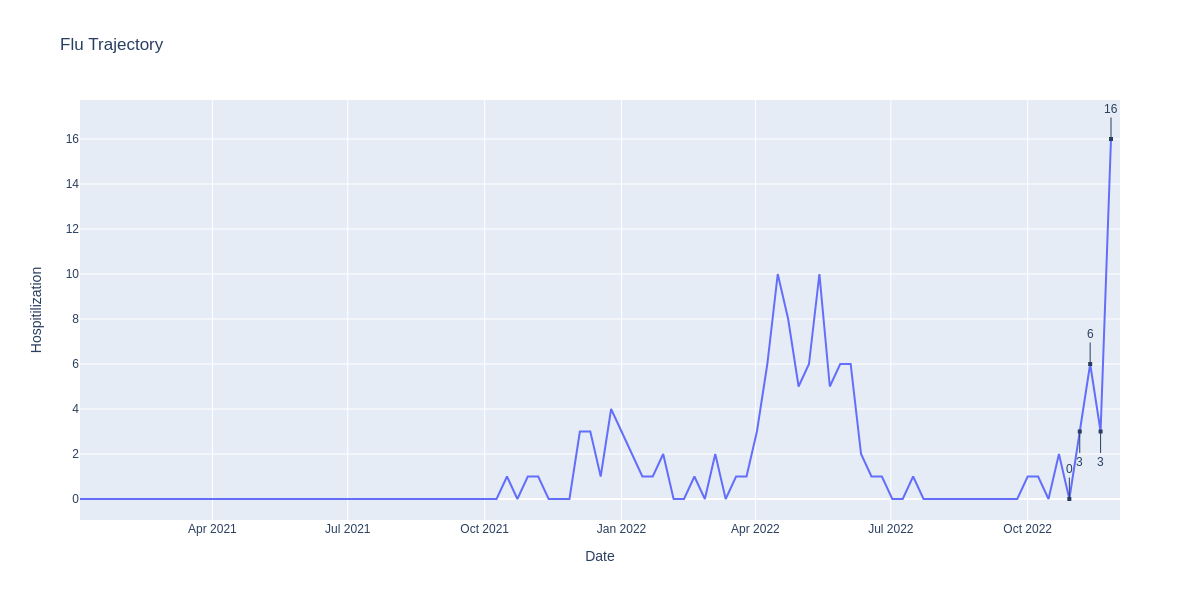 Flu Trajectory
16
16
14
12
10
8
6
6
4
2
0
0
3
3
Apr 2021
Jul 2021
Oct 2021
Jan 2022
Apr 2022
Jul 2022
Oct 2022
Date
Hospitilization